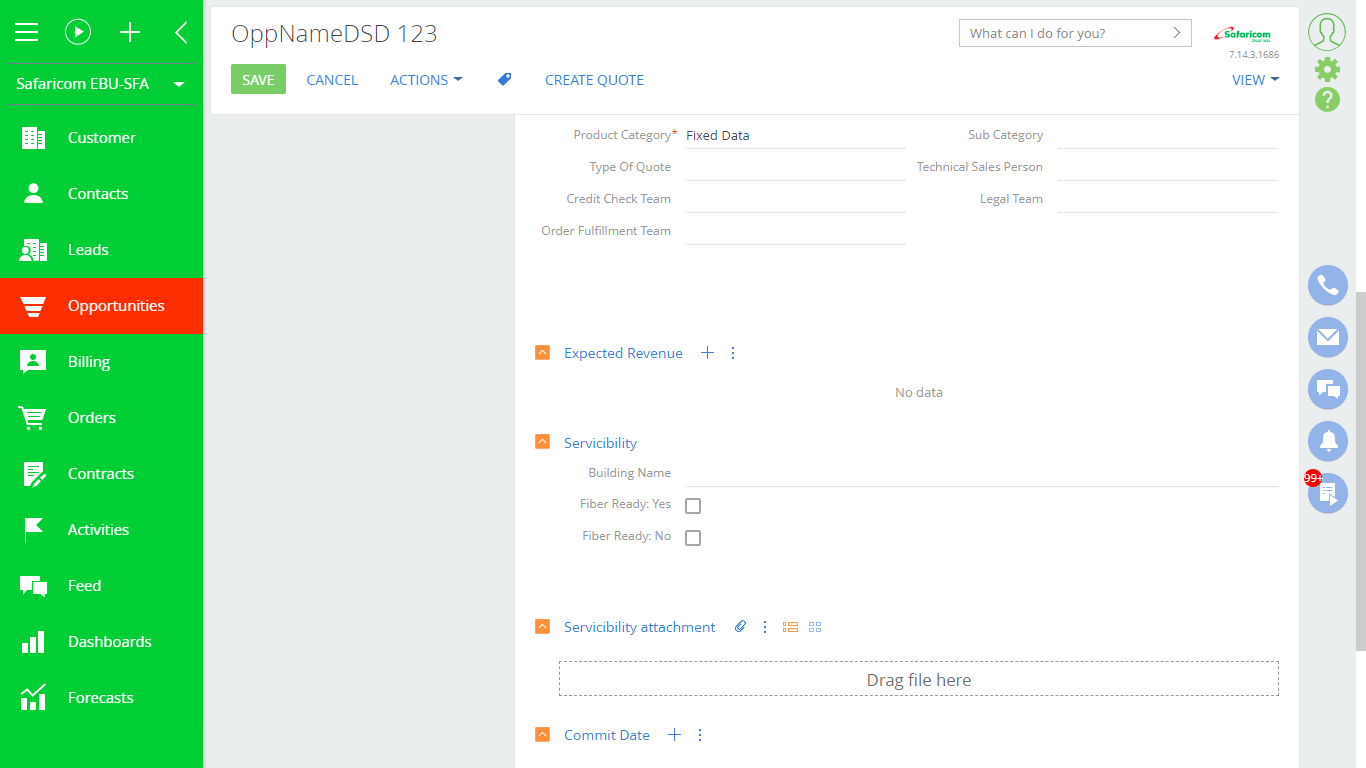 OppNameDSD 123
What can I do for you?
Safaricom
7.14.3.1686
SAVE
CANCEL
ACTIONS
CREATE QUOTE
VIEW
Safaricom EBU-SFA
Customer
Contacts
Leads
Opportunities
Billing
Orders
Contracts
Activities
Feed
Dashboards
Forecasts
Product Category* Fixed Data
Sub Category
Type Of Quote
Technical Sales Person
Credit Check Team
Legal Team
Order Fulfillment Team
Expected Revenue
No data
Servicibility
Building Name
Fiber Ready: Yes
Fiber Ready: No
Servicibility attachment
Drag file here
Commit Date
?
99+